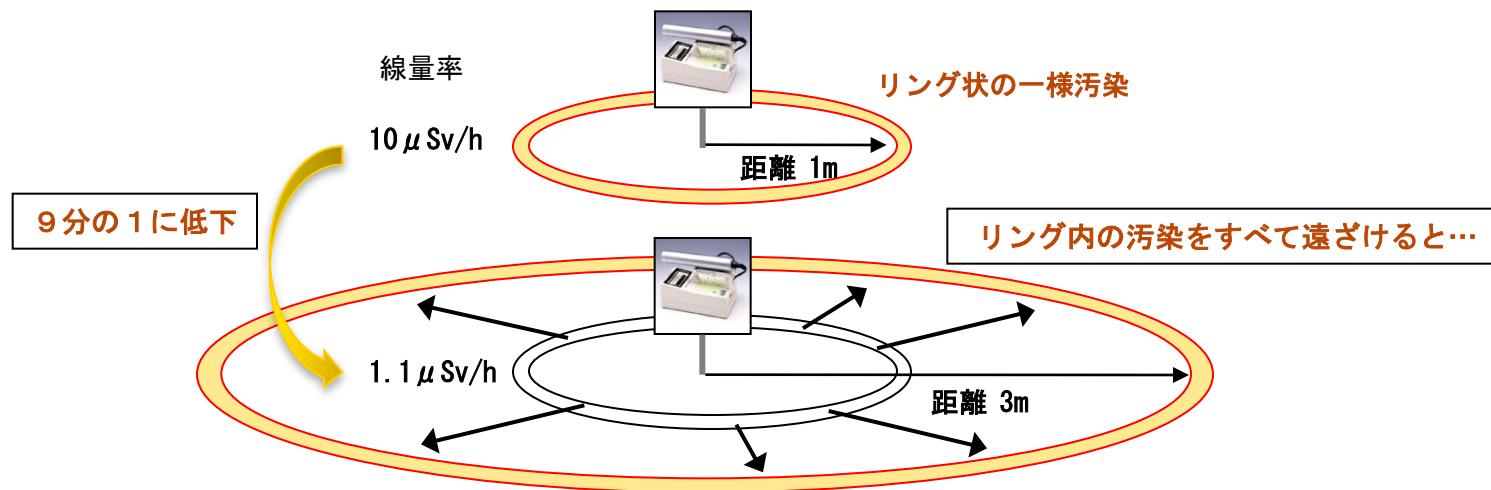 線量率
リング状の一様汚染
10μSv/h
距離 1m
９分の１に低下
リング内の汚染をすべて遠ざけると…
1.1μSv/h
距離 3m